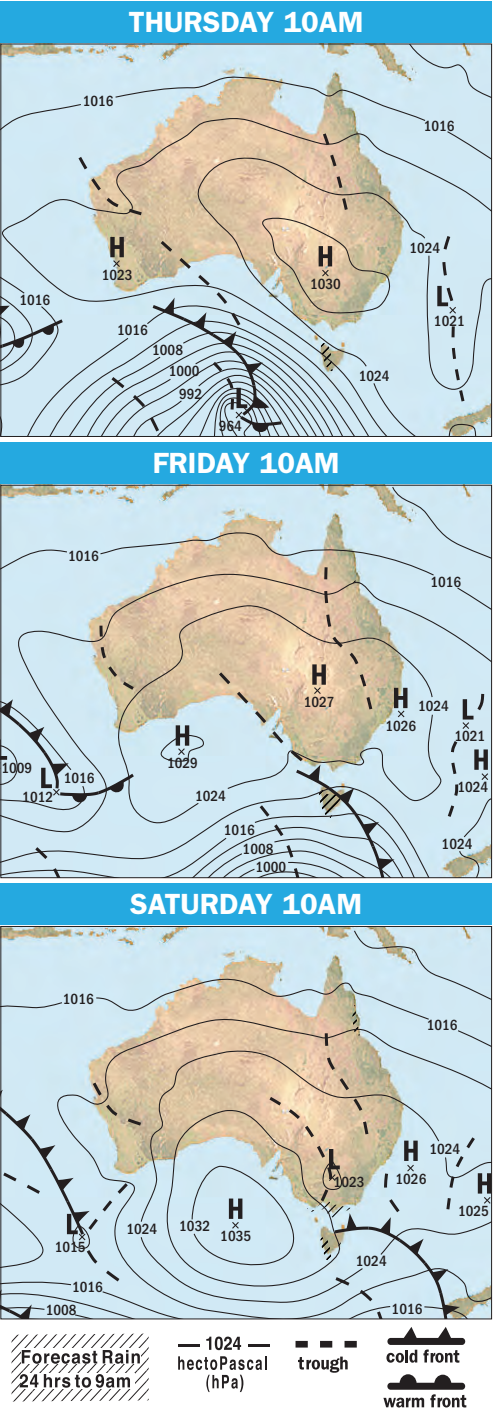 THURSDAY 10AM
1016
1016
H
1023
H
1030
1024
L
1021
1016
1016
1008
1000
992
1024
L
964
FRIDAY 10AM
1016
1016
H
1027
H
1026
1024
L
1021
H
1029
H
1024
L
1009
L
1012
1016
1024
1016
1008
1000
1024
SATURDAY 10AM
1016
1016
L
1023
H
1026
1024
H
1025
H
1035
1032
1024
L
1015
1024
1016
1008
1016
Forecast Rain
24 hrs to 9am
1024
hectoPascal
(hPa)
trough
cold front
warm front